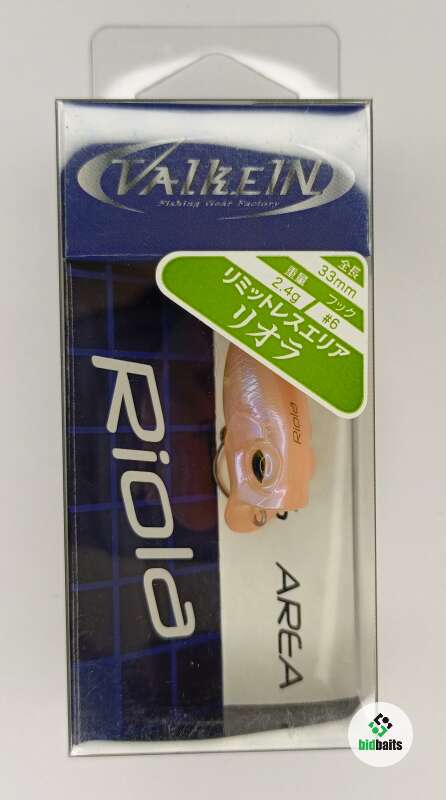 VALKEIN
Fishing Gear Factory
全長
33mm
重量
2.4g
フック
#6
リミットレスエリア
リオラ
Riola
Riola
AREA
bidbaits